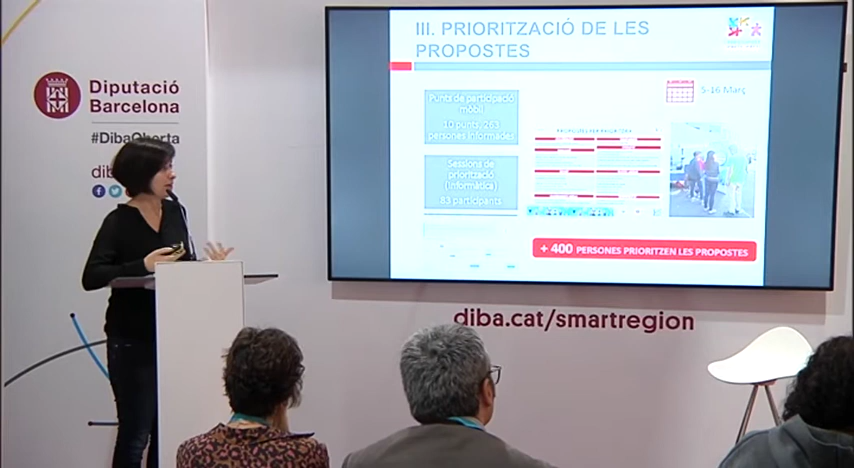 Diputació
Barcelona
#DibaOberta
III. PRIORITZACIÓ DE LES
PROPOSTES
5-16 Març
Punts de participació
mòbil
10 punts/263
persones informades
Sessions de
priorització
(Informàtica)
83 participants
+ 400 PERSONES PRIORITZEN LES PROPOSTES
diba.cat/smartregion